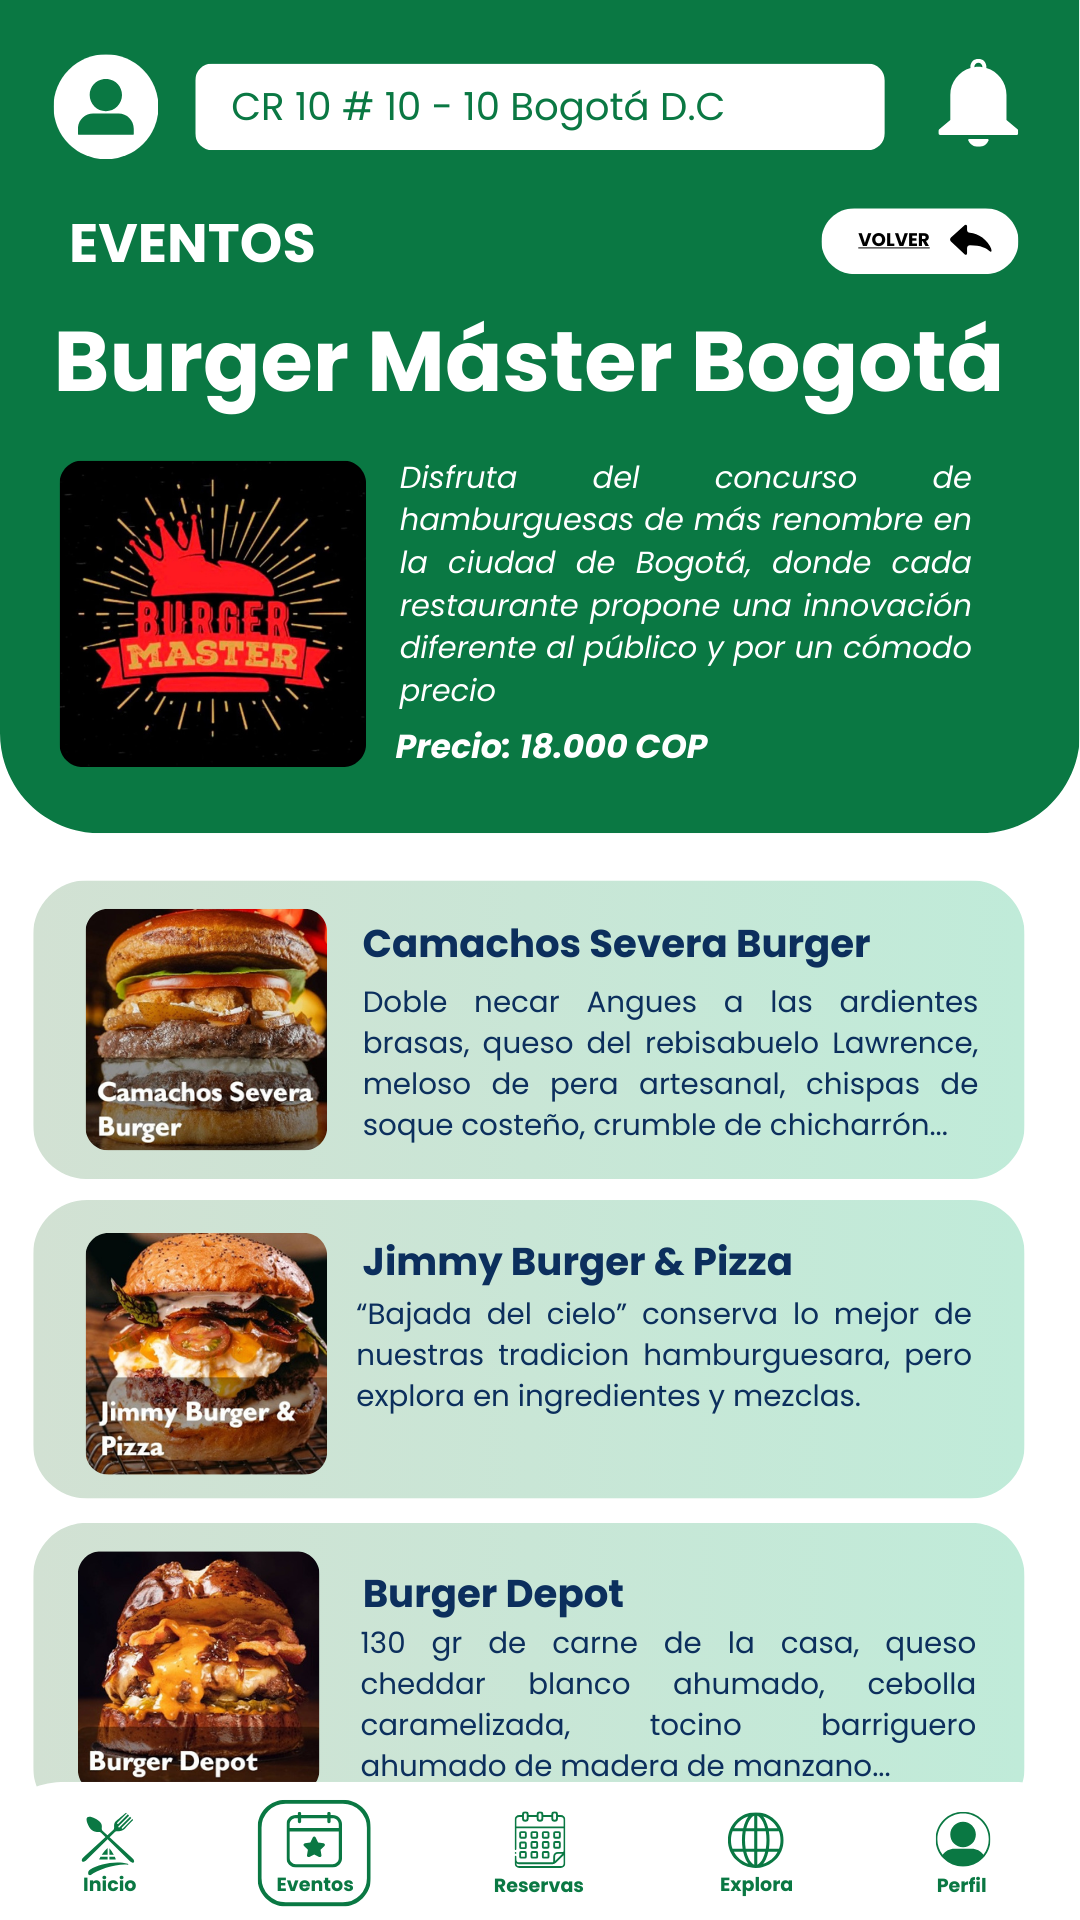 CR 10 # 10 - 10 Bogotá D.C
EVENTOS
VOLVER
Burger Máster Bogotá
BURGER
MASTER
Disfruta del concurso de
hamburguesas de más renombre en
la ciudad de Bogotá, donde cada
restaurante propone una innovación
diferente al público y por un cómodo
precio
Precio: 18.000 COP
Camachos Severa
Burger
Camachos Severa Burger
Doble necar Angues a las ardientes
brasas, queso del rebisabuelo Lawrence,
meloso de pera artesanal, chispas de
soque costeño, crumble de chicharrón...
Jimmy Burger &
Pizza
Jimmy Burger & Pizza
“Bajada del cielo” conserva lo mejor de
nuestras tradicion hamburguesara, pero
explora en ingredientes y mezclas.
Burger Depot
Burger Depot
130 gr de carne de la casa, queso
cheddar blanco ahumado, cebolla
caramelizada, tocino barriguero
ahumado de madera de manzano...
Inicio
Eventos
Reservas
Explora
Perfil